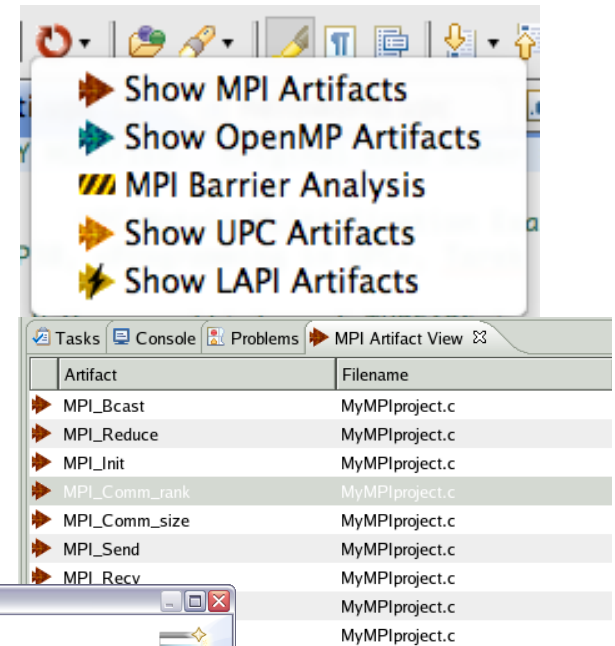 Show MPI Artifacts
Show OpenMP Artifacts
MPI Barrier Analysis
Show UPC Artifacts
Show LAPI Artifacts
Tasks Console Problems MPI Artifact View
Artifact Filename
MPI_Bcast MyMPIproject.c
MPI_Reduce MyMPIproject.c
MPI_Init MyMPIproject.c
MPI_Comm_rank MyMPIproject.c
MPI_Comm_size MyMPIproject.c
MPI_Send MyMPIproject.c
MPI_Recv MyMPIproject.c
MyMPIproject.c
MyMPIproject.c